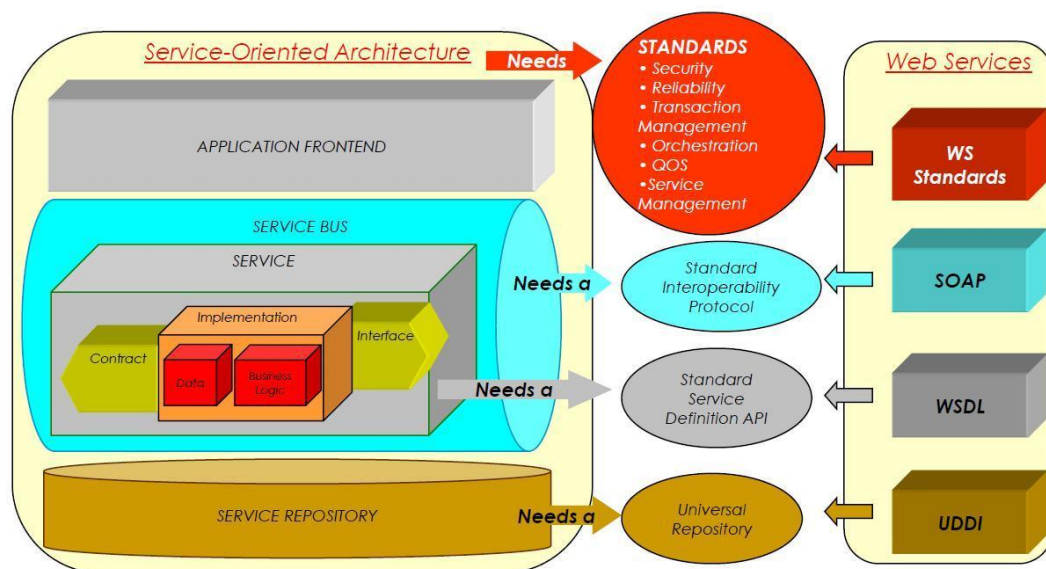 Service-Oriented Architecture
Needs
APPLICATION FRONTEND
SERVICE BUS
SERVICE
Implementation
Interface
Contract
Data
Business
Logic
SERVICE REPOSITORY
Needs a
Needs a
Needs a
STANDARDS
• Security
• Reliability
• Transaction
Management
• Orchestration
• QOS
•Service
Management
Standard
Interoperability
Protocol
Standard
Service
Definition API
Universal
Repository
Web Services
WS
Standards
SOAP
WSDL
UDDI